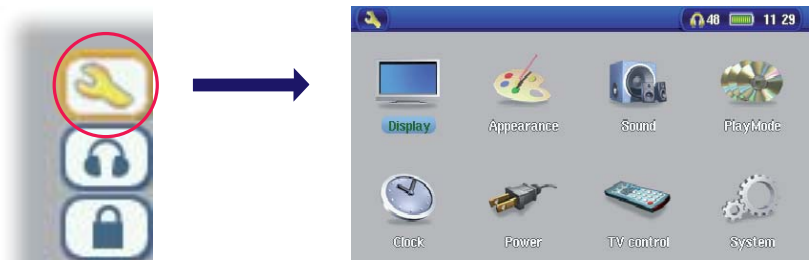 48 11 29
Display Appearance Sound PlayMode
Clock Power TV control System